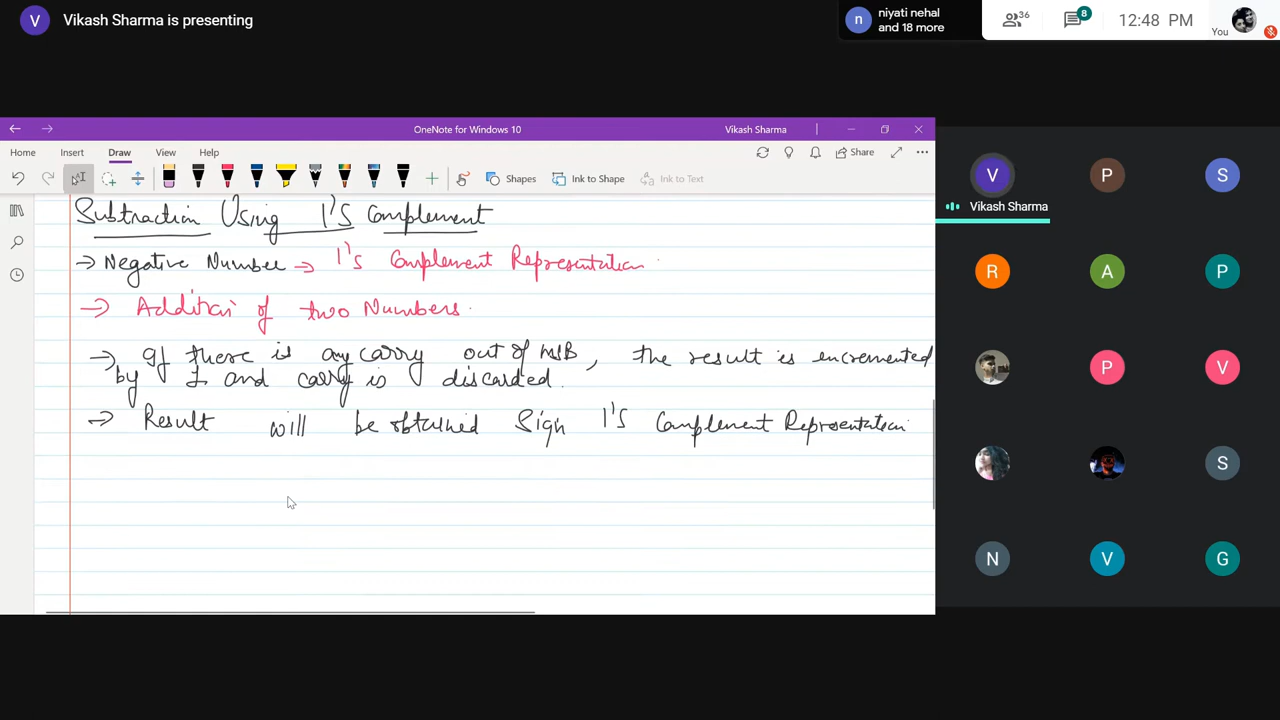 V Vikash Sharma is presenting
n niyati nehal
and 18 more
36
8
12:48 PM
You
OneNote for Windows 10
Vikash Sharma
Home Insert Draw View Help
Share
Shapes Ink to Shape Ink to Text
Subtraction Using 1's Complement
→ Negative Number → 1's Complement Representation
→ Addition of two Numbers.
→ If there is any carry out of MSB, the result is encremented
by 1 and carry is discarded.
→ Result will be obtained Sign 1's Complement Representation
V P S
Vikash Sharma
R A P
P V
S
N V G